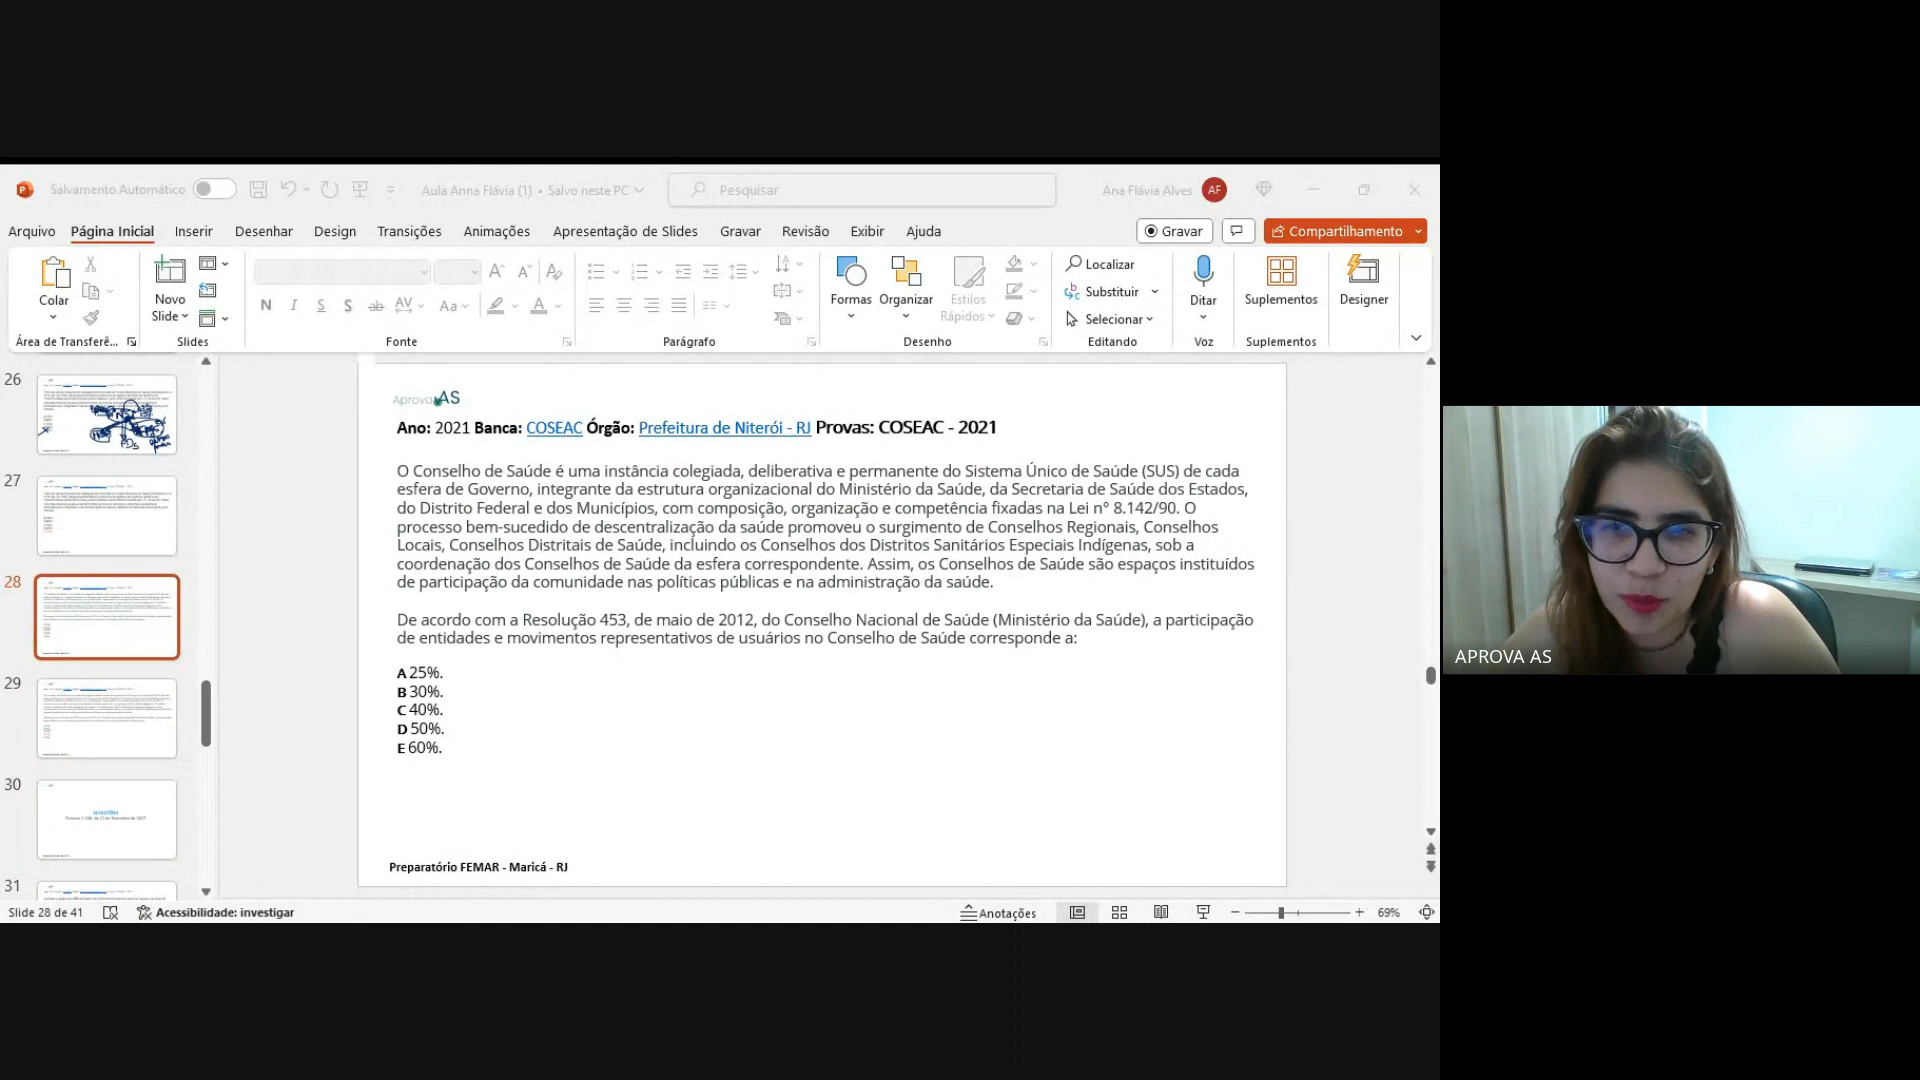 Salvamento Automático
Aula Anna Flávia (1) • Salvo neste PC
Pesquisar
Ana Flávia Alves
AF
Arquivo
Página Inicial
Inserir
Desenhar
Design
Transições
Animações
Apresentação de Slides
Gravar
Revisão
Exibir
Ajuda
Gravar
Compartilhamento
Colar
Novo
Slide
Formas
Organizar
Estilos
Rápidos
Localizar
Substituir
Selecionar
Ditar
Suplementos
Designer
Área de Transferê...
Slides
Fonte
Parágrafo
Desenho
Editando
Voz
Suplementos
26
27
28
29
30
31
AprovaAS
Ano: 2021 Banca: COSEAC Órgão: Prefeitura de Niterói - RJ Provas: COSEAC - 2021
O Conselho de Saúde é uma instância colegiada, deliberativa e permanente do Sistema Único de Saúde (SUS) de cada
esfera de Governo, integrante da estrutura organizacional do Ministério da Saúde, da Secretaria de Saúde dos Estados,
do Distrito Federal e dos Municípios, com composição, organização e competência fixadas na Lei nº 8.142/90. O
processo bem-sucedido de descentralização da saúde promoveu o surgimento de Conselhos Regionais, Conselhos
Locais, Conselhos Distritais de Saúde, incluindo os Conselhos dos Distritos Sanitários Especiais Indígenas, sob a
coordenação dos Conselhos de Saúde da esfera correspondente. Assim, os Conselhos de Saúde são espaços instituídos
de participação da comunidade nas políticas públicas e na administração da saúde.
De acordo com a Resolução 453, de maio de 2012, do Conselho Nacional de Saúde (Ministério da Saúde), a participação
de entidades e movimentos representativos de usuários no Conselho de Saúde corresponde a:
A 25%.
B 30%.
C 40%.
D 50%.
E 60%.
Preparatório FEMAR - Maricá - RJ
APROVA AS
Slide 28 de 41
Acessibilidade: investigar
Anotações
69%